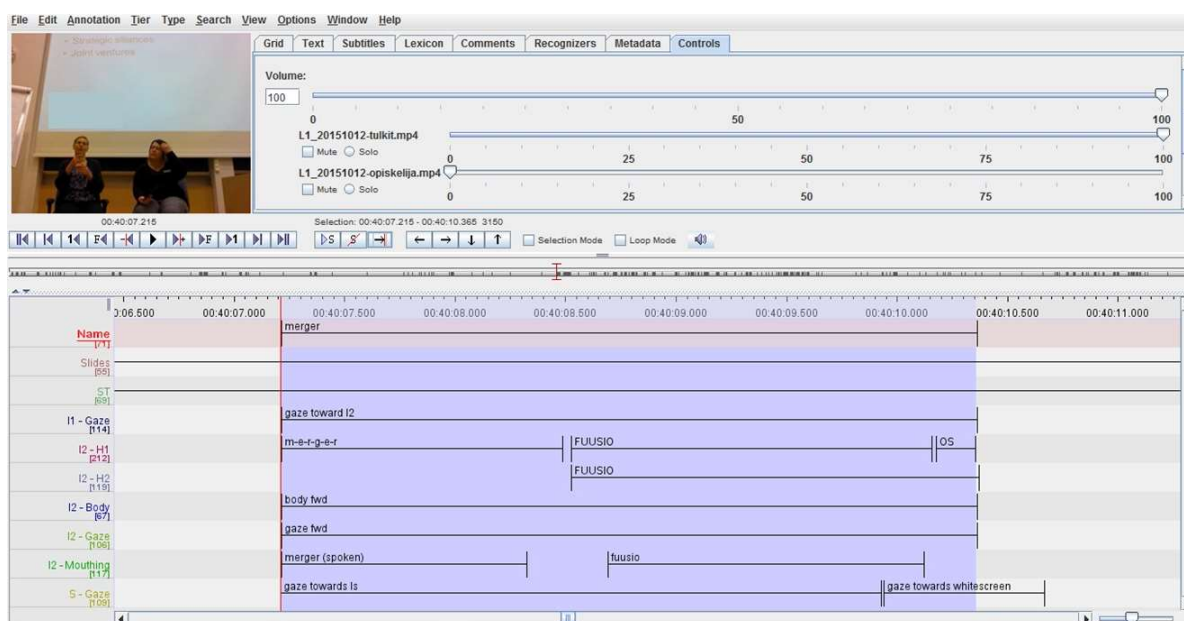 File Edit Annotation Tier Type Search View Options Window Help
• Strategic alliances
• Joint ventures
Grid Text Subtitles Lexicon Comments Recognizers Metadata Controls
Volume:
100
0 50 100
L1_20151012-tulkit.mp4
Mute Solo
0 25 50 75 100
L1_20151012-opiskelija.mp4
Mute Solo
0 25 50 75 100
00:40:07.215
Selection: 00:40:07.215 - 00:40:10.365 3150
1 F F 1 S S Selection Mode Loop Mode
0:06.500 00:40:07.000 00:40:07.500 00:40:08.000 00:40:08.500 00:40:09.000 00:40:09.500 00:40:10.000 00:40:10.500 00:40:11.000
Name merger
[71]
Slides
[55]
ST
[69]
I1 - Gaze gaze toward I2
[114]
I2 - H1 m-e-r-g-e-r FUUSIO OS
[212]
I2 - H2 FUUSIO
[119]
I2 - Body body fwd
[67]
I2 - Gaze gaze fwd
[106]
I2 - Mouthing merger (spoken) fuusio
[117]
S - Gaze gaze towards Is gaze towards whitescreen
[109]